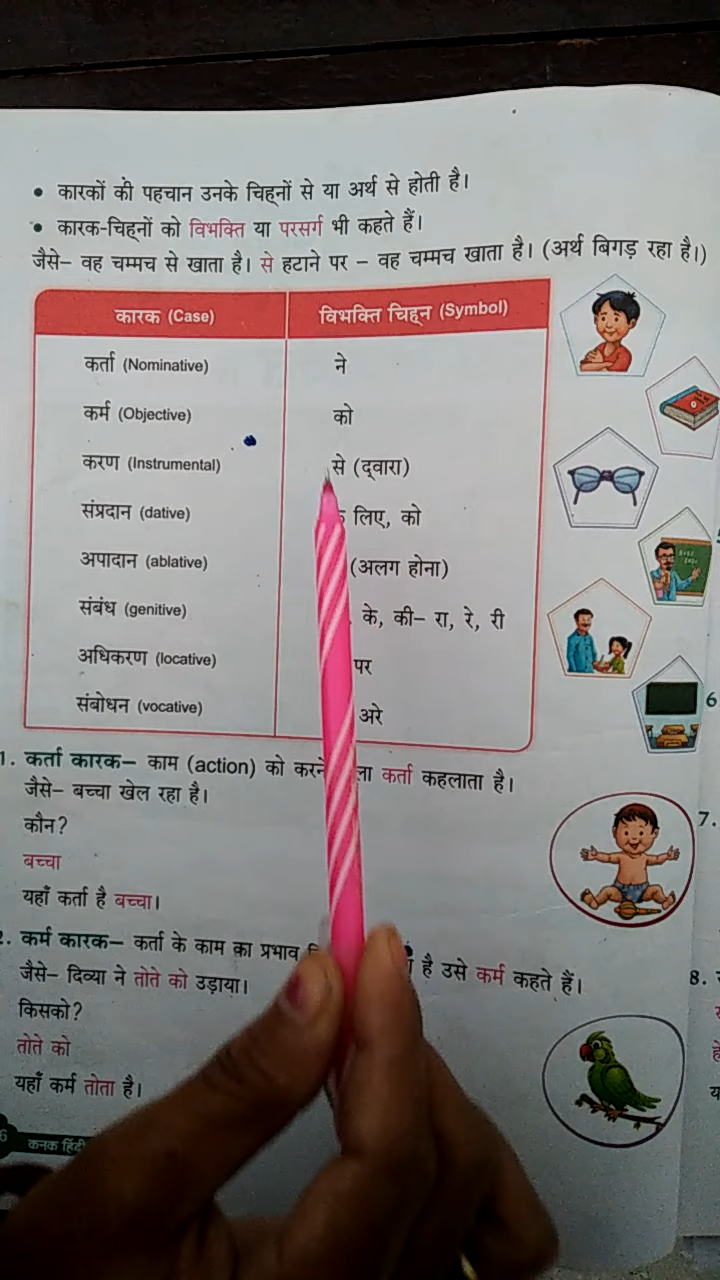 • कारकों की पहचान उनके चिह्नों से या अर्थ से होती है।
• कारक-चिह्नों को विभक्ति या परसर्ग भी कहते हैं।
जैसे– वह चम्मच से खाता है। से हटाने पर – वह चम्मच खाता है। (अर्थ बिगड़ रहा है।)
कारक (Case) विभक्ति चिह्न (Symbol)
कर्ता (Nominative) ने
कर्म (Objective) को
करण (Instrumental) से (द्वारा)
संप्रदान (dative) लिए, को
अपादान (ablative) (अलग होना)
संबंध (genitive) के, की– रा, रे, री
अधिकरण (locative) पर
संबोधन (vocative) अरे
1. कर्ता कारक– काम (action) को करने कर्ता कहलाता है।
जैसे– बच्चा खेल रहा है।
कौन?
बच्चा
यहाँ कर्ता है बच्चा।
2. कर्म कारक– कर्ता के काम का प्रभाव है उसे कर्म कहते हैं।
जैसे– दिव्या ने तोते को उड़ाया।
किसको?
तोते को
यहाँ कर्म तोता है।
6 कनक हिंदी
6
7.
8.